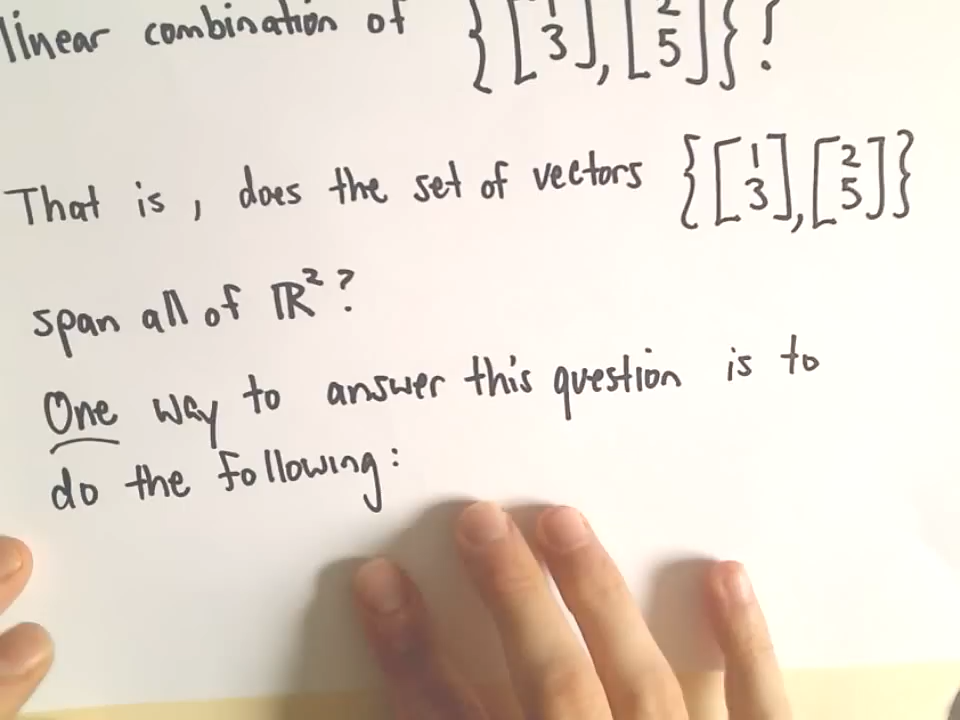 linear combination of {[1 3], [2 5]}?
That is, does the set of vectors {[1 3], [2 5]}
span all of ℝ²?
One way to answer this question is to
do the following: